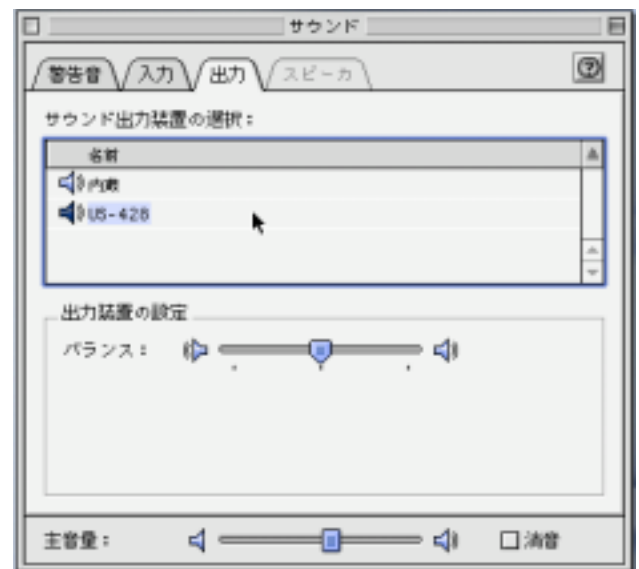 サウンド
警告音 入力 出力 スピーカ
サウンド出力装置の選択：
名前
内蔵
US-428
出力装置の設定
バランス：
主音量： 消音